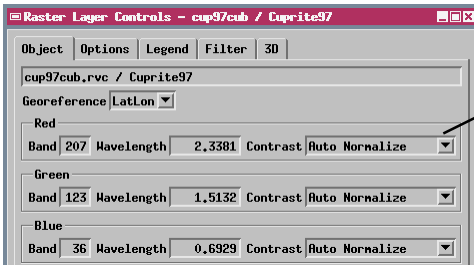 Raster Layer Controls - cup97cub / Cuprite97
Object Options Legend Filter 3D
cup97cub.rvc / Cuprite97
Georeference LatLon
Red
Band 207 Wavelength 2.3381 Contrast Auto Normalize
Green
Band 123 Wavelength 1.5132 Contrast Auto Normalize
Blue
Band 36 Wavelength 0.6929 Contrast Auto Normalize